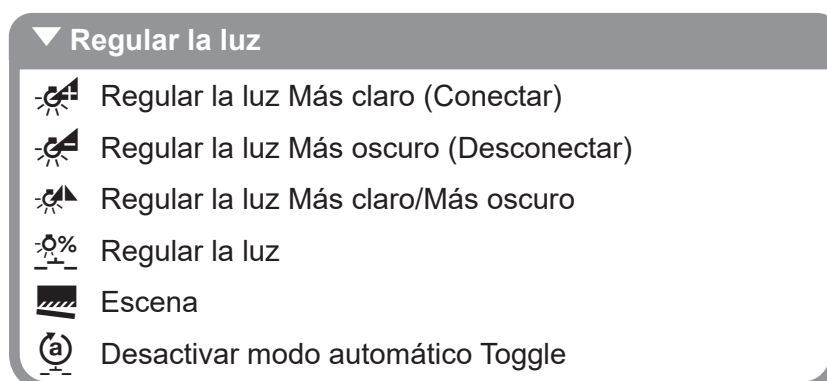 Regular la luz
Regular la luz Más claro (Conectar)
Regular la luz Más oscuro (Desconectar)
Regular la luz Más claro/Más oscuro
% Regular la luz
Escena
a Desactivar modo automático Toggle